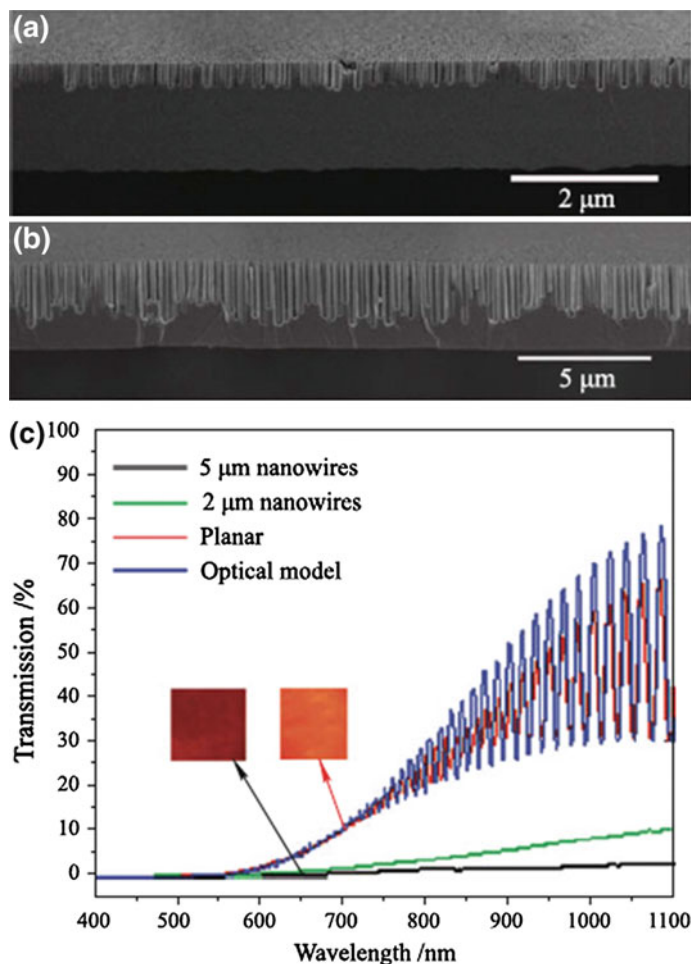 (a)
2 μm
(b)
5 μm
(c)
100
90
80
70
60
50
40
30
20
10
0
Transmission /%
5 μm nanowires
2 μm nanowires
Planar
Optical model
400 500 600 700 800 900 1000 1100
Wavelength /nm